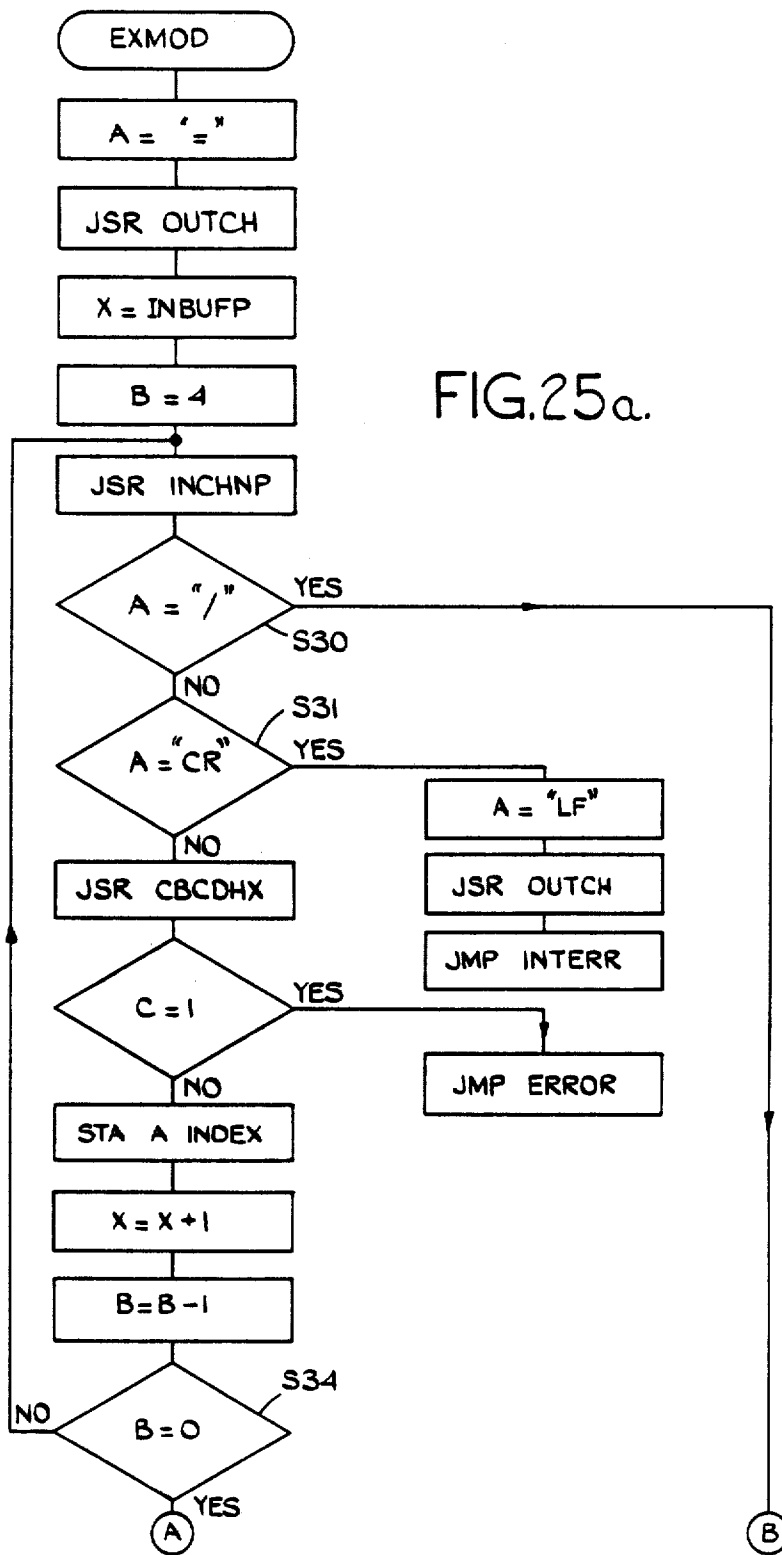 EXMOD
A = "="
JSR OUTCH
X = INBUFP
B = 4
FIG.25a.
JSR INCHNP
A = "/"
YES
S30
NO
S31
A = "CR"
YES
A = "LF"
NO
JSR CBCDHX
JSR OUTCH
JMP INTERR
C = 1
YES
JMP ERROR
NO
STA A INDEX
X = X + 1
B = B - 1
S34
NO
B = 0
YES
A
B